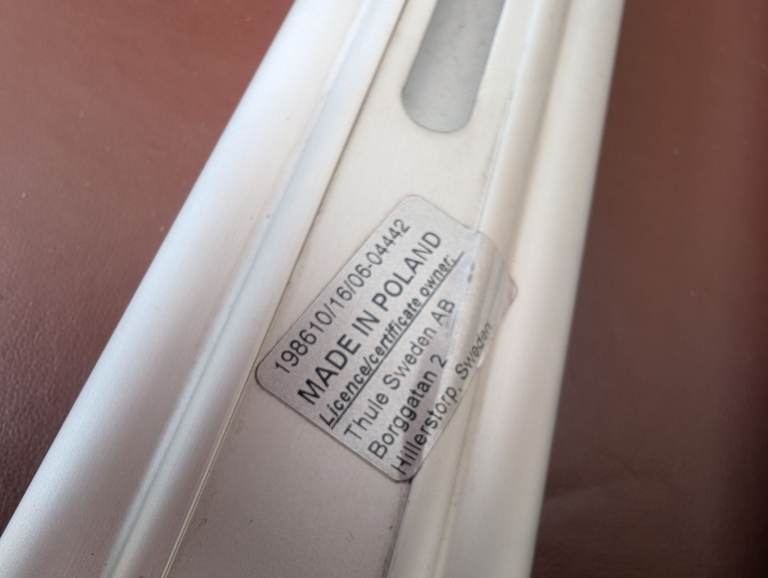 198610/16/06-04442
MADE IN POLAND
Licence/certificate owner:
Thule Sweden AB
Borggatan 2
Hillerstorp, Sweden